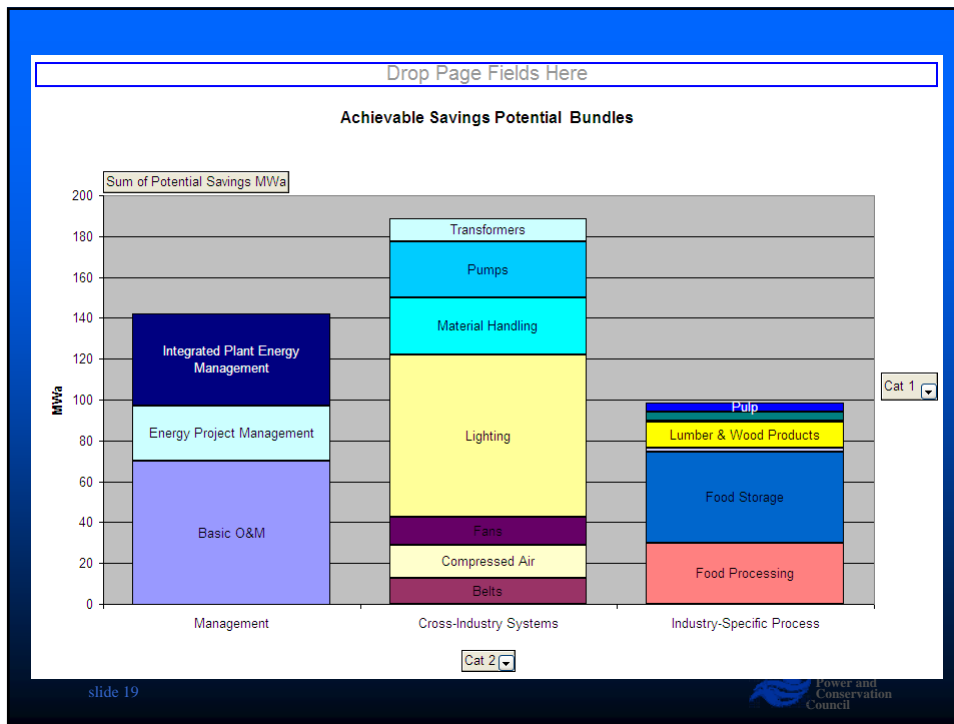 Drop Page Fields Here
Achievable Savings Potential Bundles
Sum of Potential Savings MWa
200
180
160
140
120
100
80
60
40
20
0
MWa
Integrated Plant Energy
Management
Energy Project Management
Basic O&M
Transformers
Pumps
Material Handling
Lighting
Fans
Compressed Air
Belts
Pulp
Lumber & Wood Products
Food Storage
Food Processing
Cat 1
Management
Cross-Industry Systems
Industry-Specific Process
Cat 2
slide 19
Power and
Conservation
Council